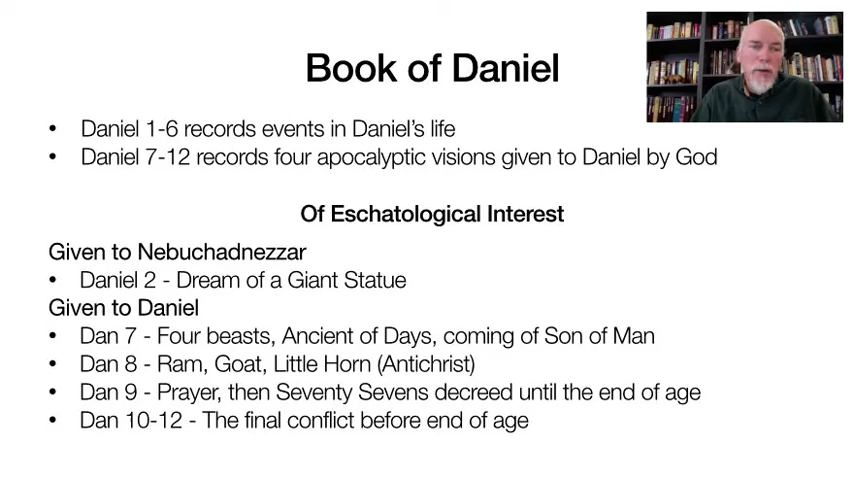 Book of Daniel
• Daniel 1-6 records events in Daniel's life
• Daniel 7-12 records four apocalyptic visions given to Daniel by God
Of Eschatological Interest
Given to Nebuchadnezzar
• Daniel 2 - Dream of a Giant Statue
Given to Daniel
• Dan 7 - Four beasts, Ancient of Days, coming of Son of Man
• Dan 8 - Ram, Goat, Little Horn (Antichrist)
• Dan 9 - Prayer, then Seventy Sevens decreed until the end of age
• Dan 10-12 - The final conflict before end of age